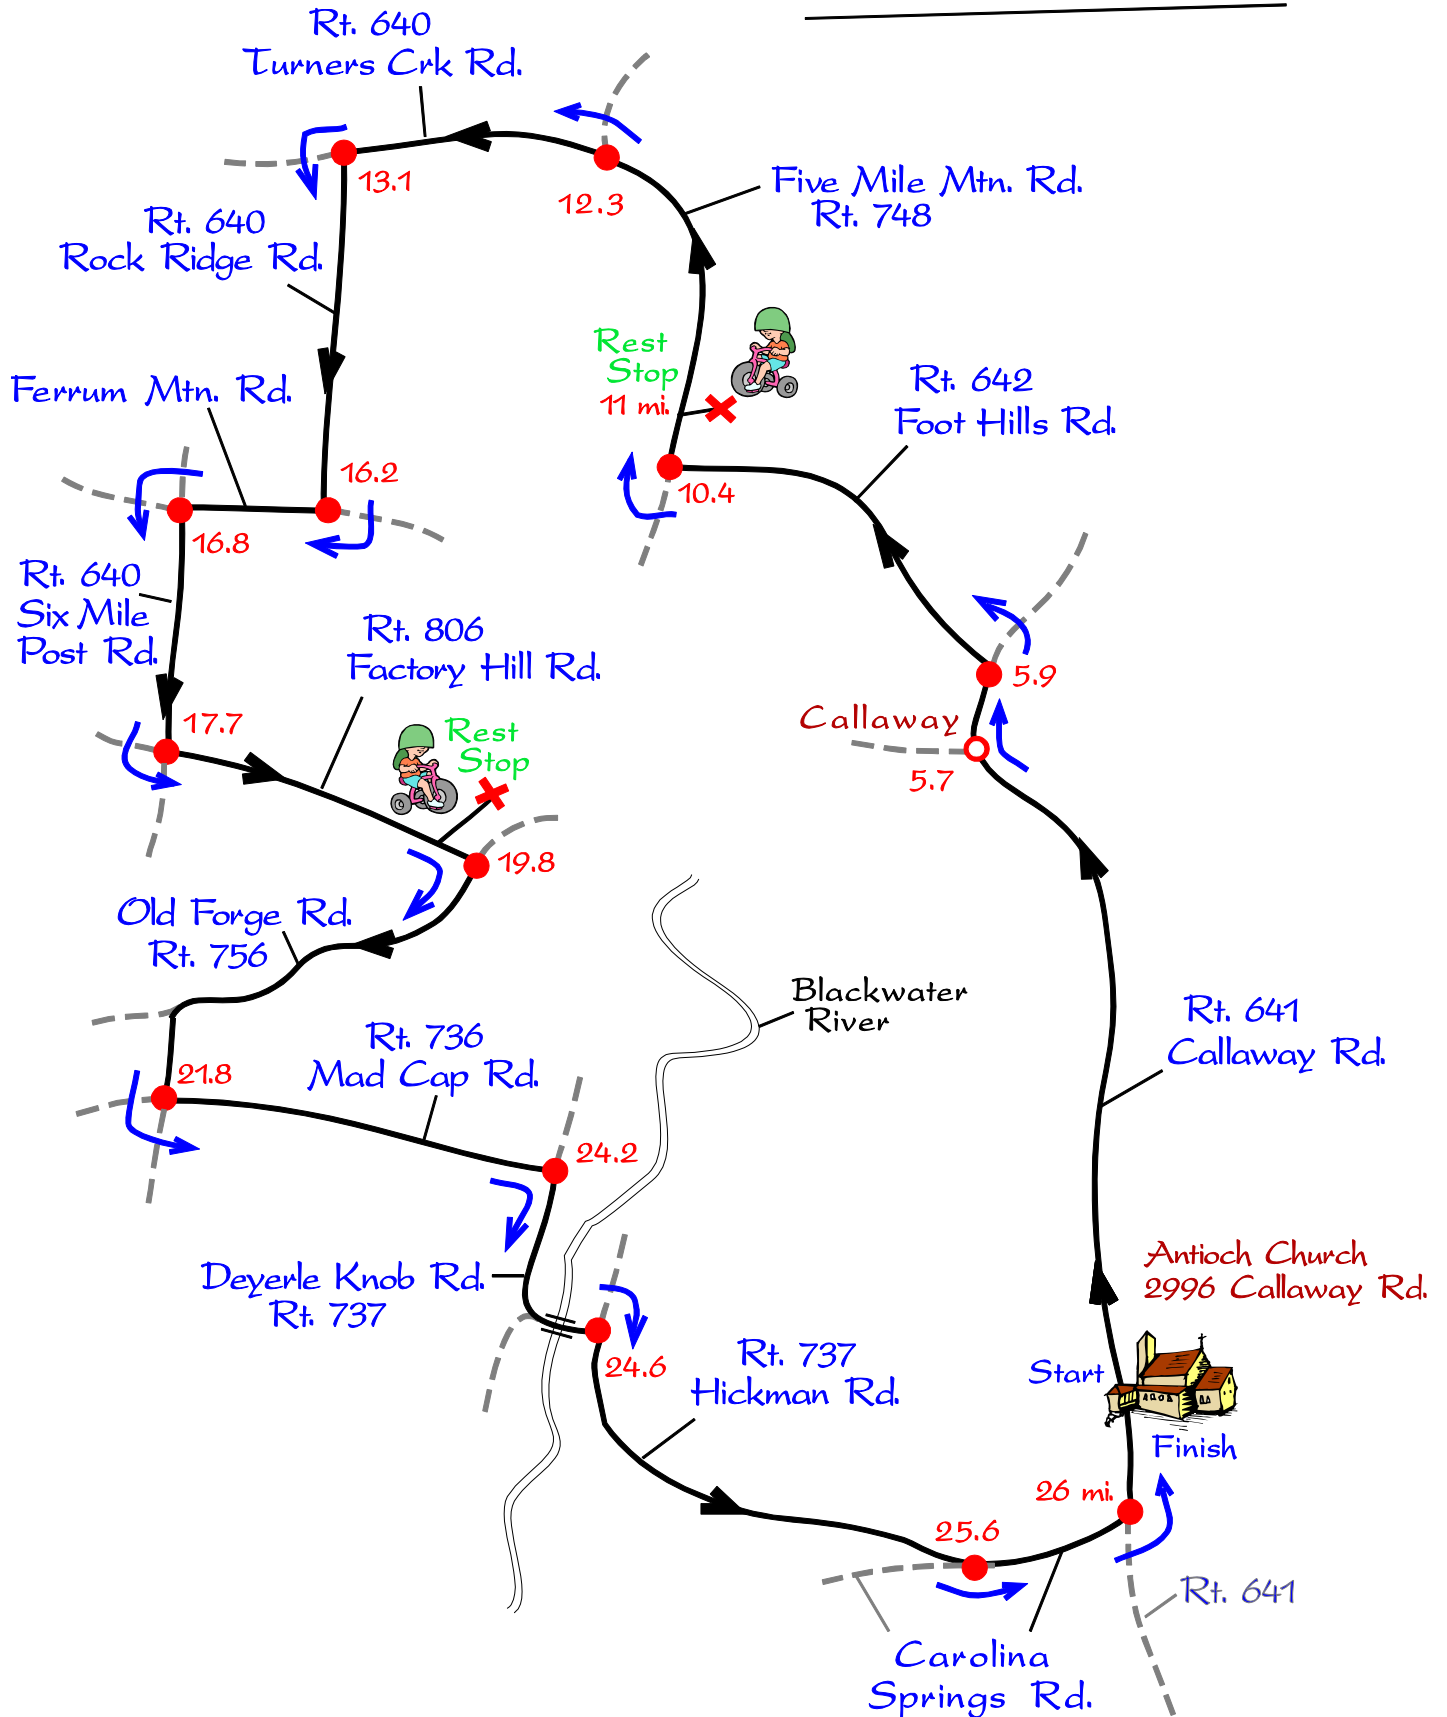 Rt. 640
Turners Crk Rd.
13.1
12.3
Five Mile Mtn. Rd.
Rt. 748
Rt. 640
Rock Ridge Rd.
Rest
Stop
11 mi.
Ferrum Mtn. Rd.
Rt. 642
Foot Hills Rd.
16.2
10.4
16.8
Rt. 640
Six Mile
Post Rd.
Rt. 806
Factory Hill Rd.
5.9
17.7
Callaway
5.7
Rest
Stop
19.8
Old Forge Rd.
Rt. 756
Blackwater
River
Rt. 641
Callaway Rd.
Rt. 736
Mad Cap Rd.
21.8
24.2
Deyerle Knob Rd.
Rt. 737
Antioch Church
2996 Callaway Rd.
24.6
Rt. 737
Hickman Rd.
Start
Finish
26 mi.
25.6
Rt. 641
Carolina
Springs Rd.